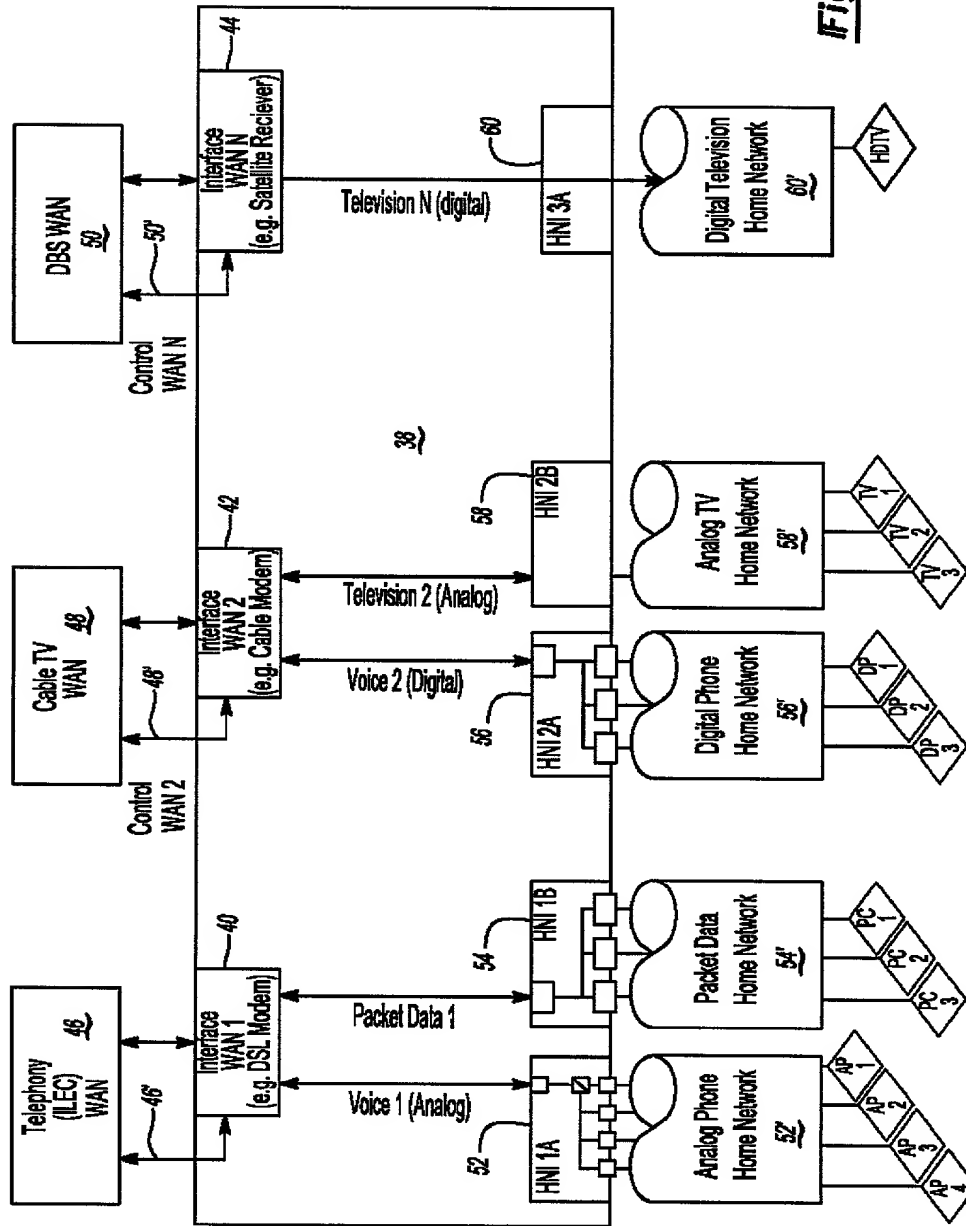 Telephony
(ILEC)
WAN
46
46'
Cable TV
WAN
48
48'
Control
WAN 2
DBS WAN
50
50'
Control
WAN N
Interface
WAN 1
(e.g. DSL Modem)
40
Interface
WAN 2
(e.g. Cable Modem)
42
Interface
WAN N
(e.g. Satellite Reciever)
44
Voice 1 (Analog)
Packet Data 1
Voice 2 (Digital)
Television 2 (Analog)
38
Television N (digital)
52
HNI 1A
54
HNI 1B
56
HNI 2A
58
HNI 2B
60
HNI 3A
Analog Phone
Home Network
52'
Packet Data
Home Network
54'
Digital Phone
Home Network
56'
Analog TV
Home Network
58'
Digital Television
Home Network
60'
AP
1
AP
2
AP
3
AP
4
PC
1
PC
2
PC
3
DP
1
DP
2
DP
3
TV
1
TV
2
TV
3
HDTV